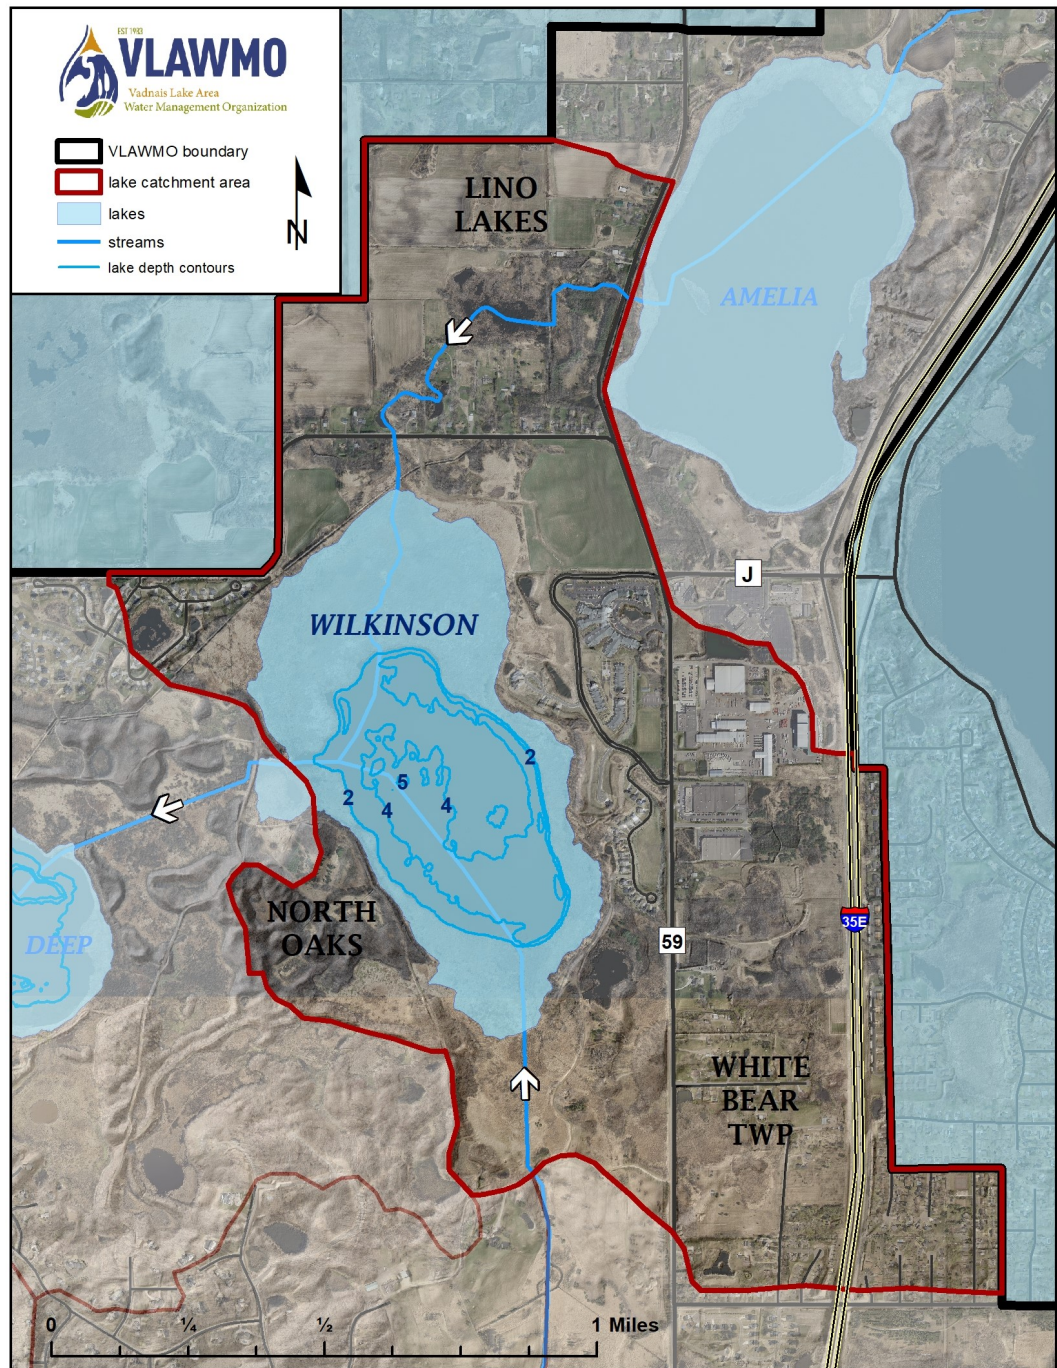 EST 1983
VLAWMO
Vadnais Lake Area
Water Management Organization
VLAWMO boundary
lake catchment area
lakes
streams
lake depth contours
N
LINO
LAKES
AMELIA
J
WILKINSON
2
5
2
4
4
NORTH
OAKS
DEEP
35E
59
WHITE
BEAR
TWP
0
¼
½
1 Miles